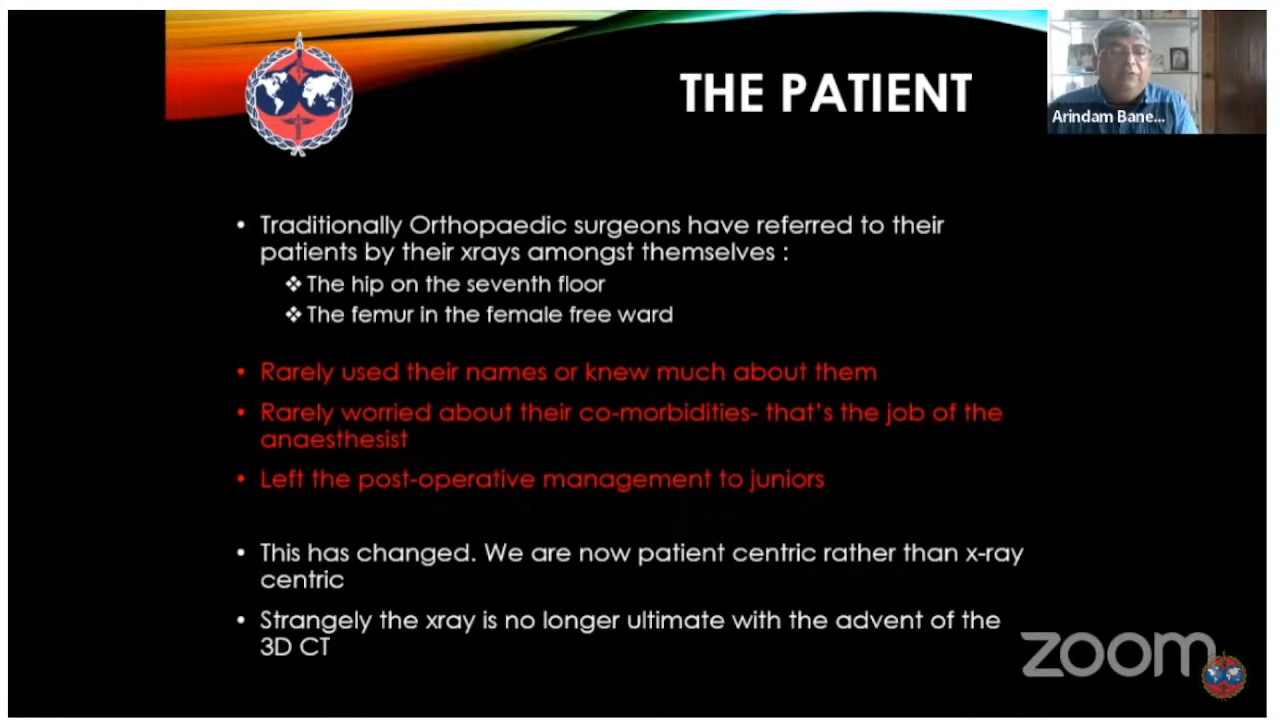 THE PATIENT
Arindam Bane...
• Traditionally Orthopaedic surgeons have referred to their
patients by their xrays amongst themselves :
❖ The hip on the seventh floor
❖ The femur in the female free ward
• Rarely used their names or knew much about them
• Rarely worried about their co-morbidities- that's the job of the
anaesthesist
• Left the post-operative management to juniors
• This has changed. We are now patient centric rather than x-ray
centric
• Strangely the xray is no longer ultimate with the advent of the
3D CT
zoom